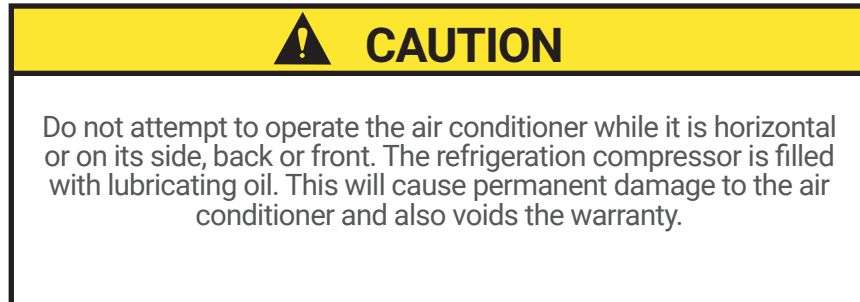 CAUTION
Do not attempt to operate the air conditioner while it is horizontal
or on its side, back or front. The refrigeration compressor is filled
with lubricating oil. This will cause permanent damage to the air
conditioner and also voids the warranty.